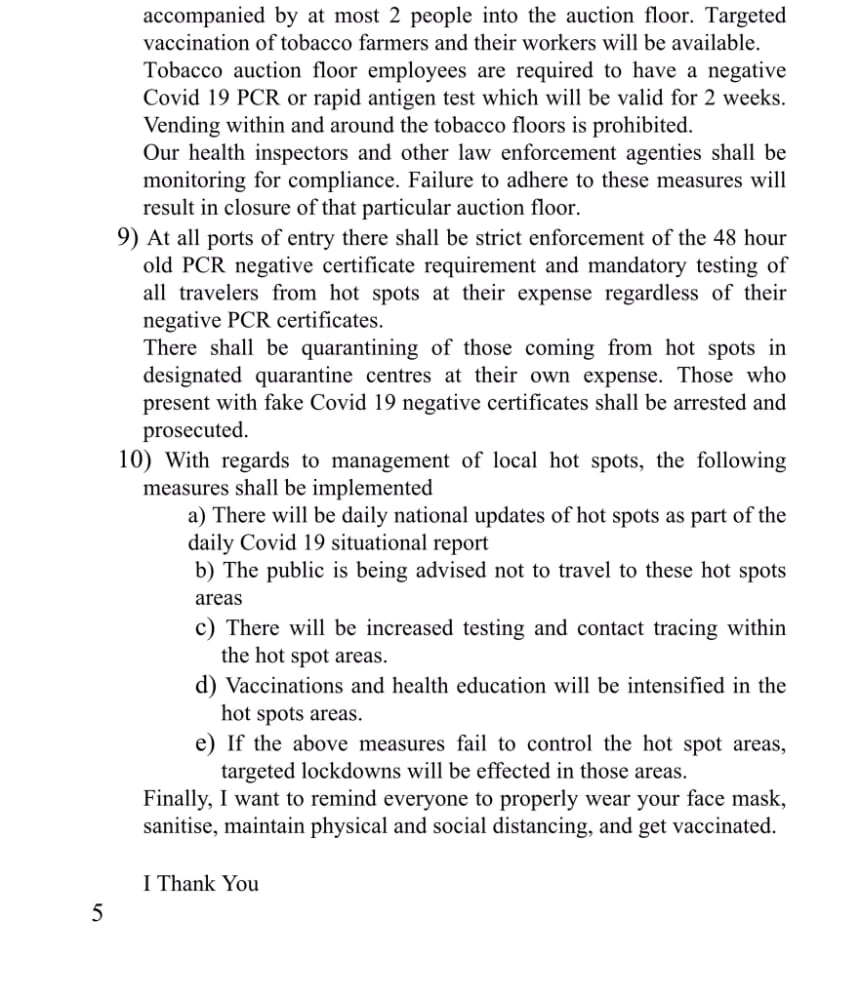 accompanied by at most 2 people into the auction floor. Targeted
vaccination of tobacco farmers and their workers will be available.
Tobacco auction floor employees are required to have a negative
Covid 19 PCR or rapid antigen test which will be valid for 2 weeks.
Vending within and around the tobacco floors is prohibited.
Our health inspectors and other law enforcement agenties shall be
monitoring for compliance. Failure to adhere to these measures will
result in closure of that particular auction floor.
9) At all ports of entry there shall be strict enforcement of the 48 hour
old PCR negative certificate requirement and mandatory testing of
all travelers from hot spots at their expense regardless of their
negative PCR certificates.
There shall be quarantining of those coming from hot spots in
designated quarantine centres at their own expense. Those who
present with fake Covid 19 negative certificates shall be arrested and
prosecuted.
10) With regards to management of local hot spots, the following
measures shall be implemented
a) There will be daily national updates of hot spots as part of the
daily Covid 19 situational report
b) The public is being advised not to travel to these hot spots
areas
c) There will be increased testing and contact tracing within
the hot spot areas.
d) Vaccinations and health education will be intensified in the
hot spots areas.
e) If the above measures fail to control the hot spot areas,
targeted lockdowns will be effected in those areas.
Finally, I want to remind everyone to properly wear your face mask,
sanitise, maintain physical and social distancing, and get vaccinated.
I Thank You
5